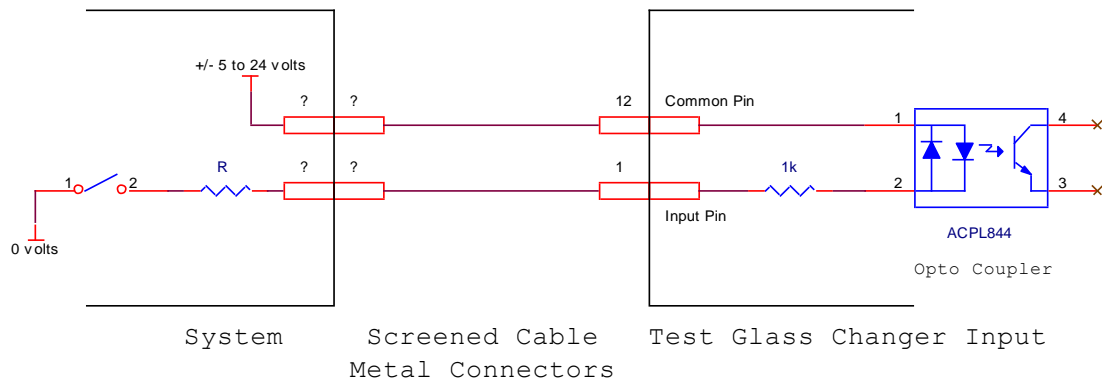 +/- 5 to 24 volts
? ? 12 Common Pin
1 4
R ? ? 1 1k
1 2 2 3
Input Pin
0 volts
ACPL844
Opto Coupler
System Screened Cable Test Glass Changer Input
Metal Connectors